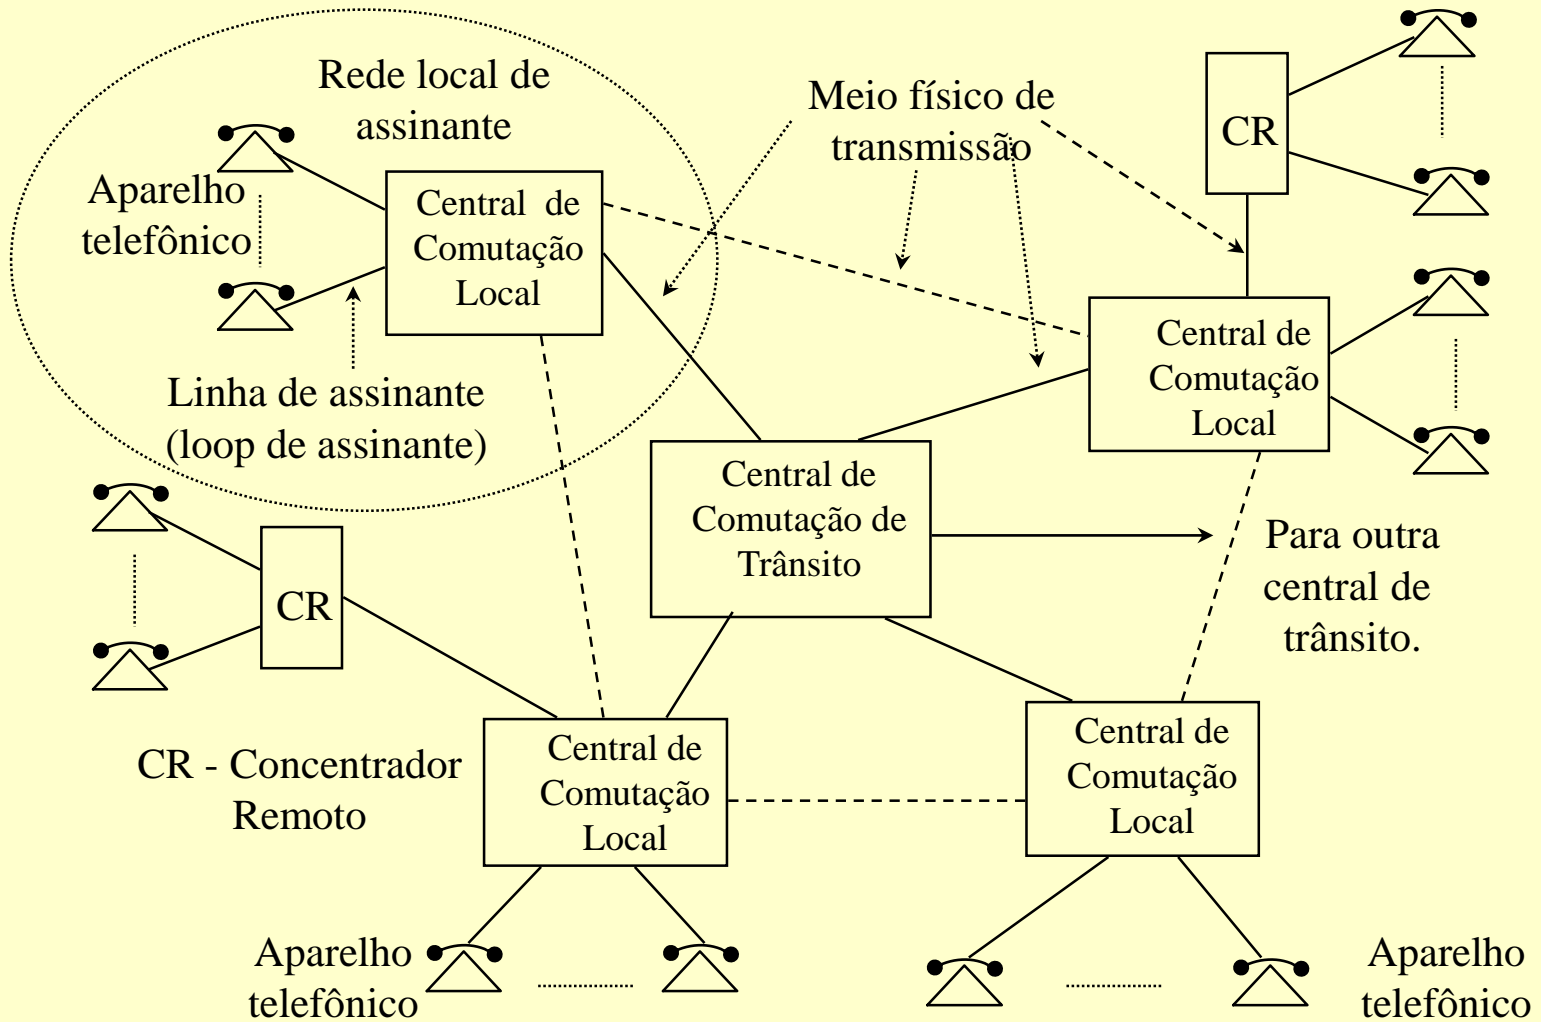 Rede local de
assinante
Meio físico de
transmissão
CR
Aparelho
telefônico
Central de
Comutação
Local
Central de
Comutação
Local
Linha de assinante
(loop de assinante)
Central de
Comutação de
Trânsito
Para outra
central de
trânsito.
CR
CR - Concentrador
Remoto
Central de
Comutação
Local
Central de
Comutação
Local
Aparelho
telefônico
Aparelho
telefônico